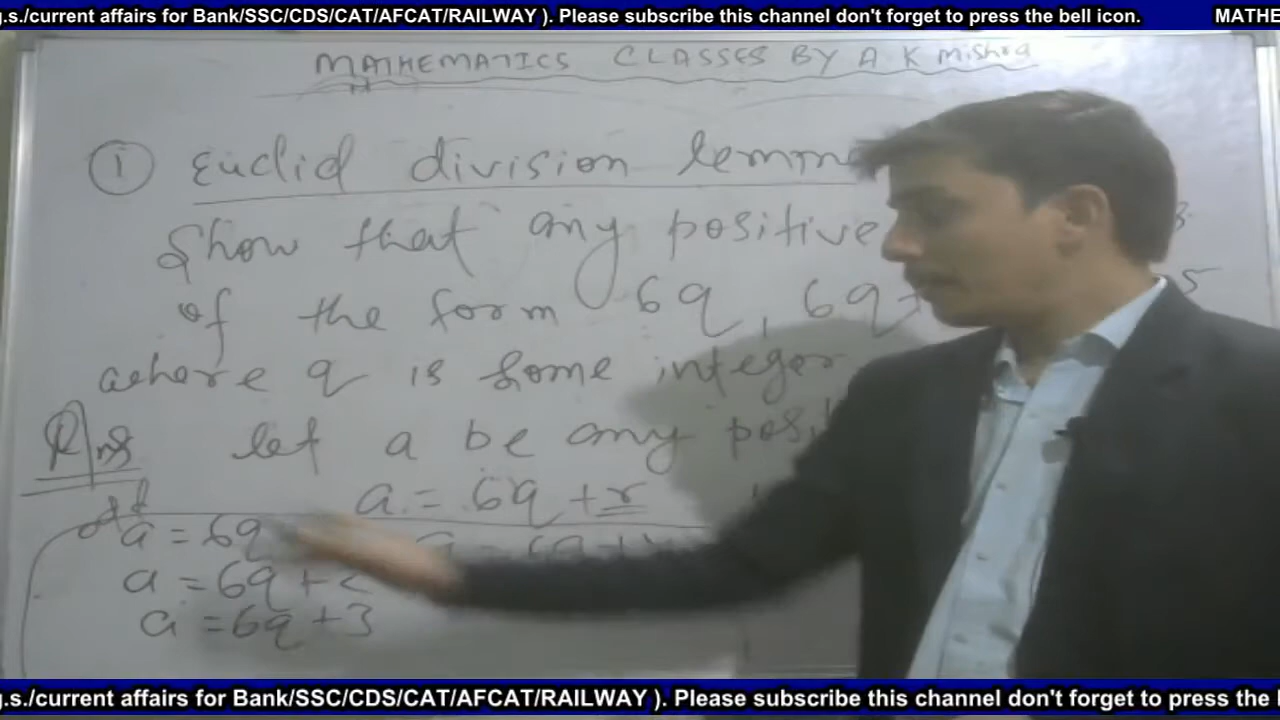 g.s./current affairs for Bank/SSC/CDS/CAT/AFCAT/RAILWAY ). Please subscribe this channel don't forget to press the bell icon. MATHE
MATHEMATICS CLASSES BY A K Mishra
① Euclid division lemma
Show that any positive
of the form 6q, 6q+ 5
where q is some integer
Ans let a be any posi
a = 6q + r
a = 6q
a = 6q + 2
a = 6q + 3
g.s./current affairs for Bank/SSC/CDS/CAT/AFCAT/RAILWAY ). Please subscribe this channel don't forget to press the